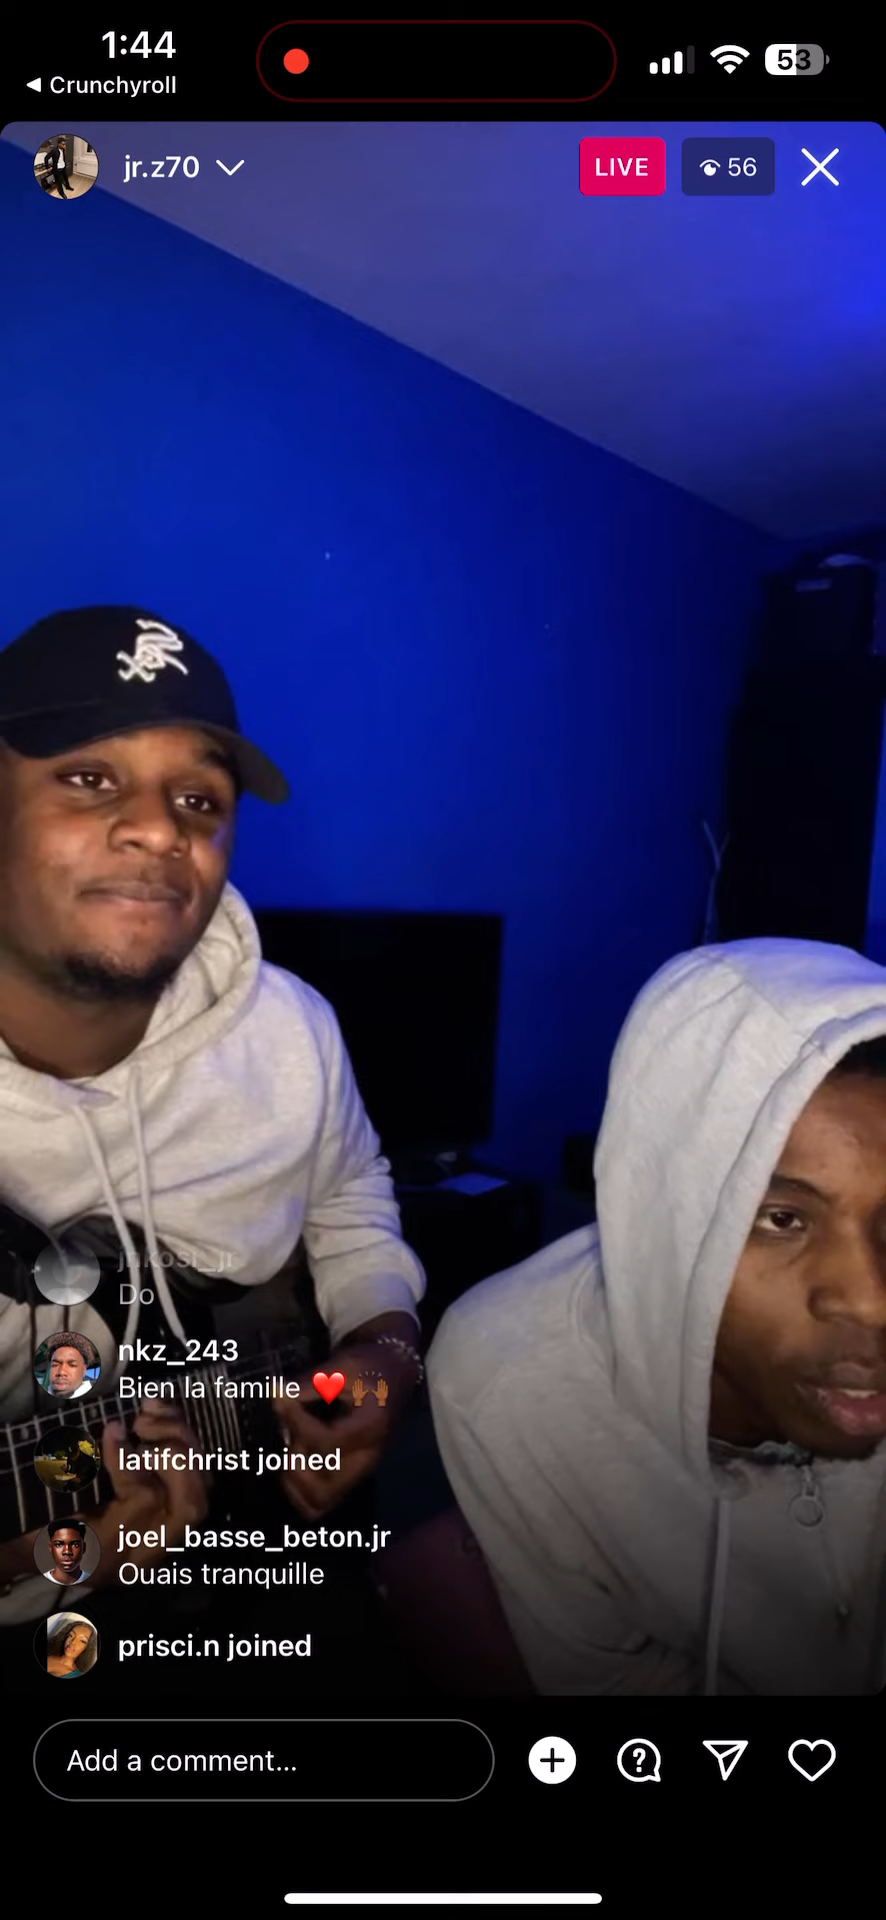 1:44
53
◀ Crunchyroll
jr.z70
LIVE
56
jnkosi_jr
Do
nkz_243
Bien la famille ❤️🙌🏾
latifchrist joined
joel_basse_beton.jr
Ouais tranquille
prisci.n joined
Add a comment...